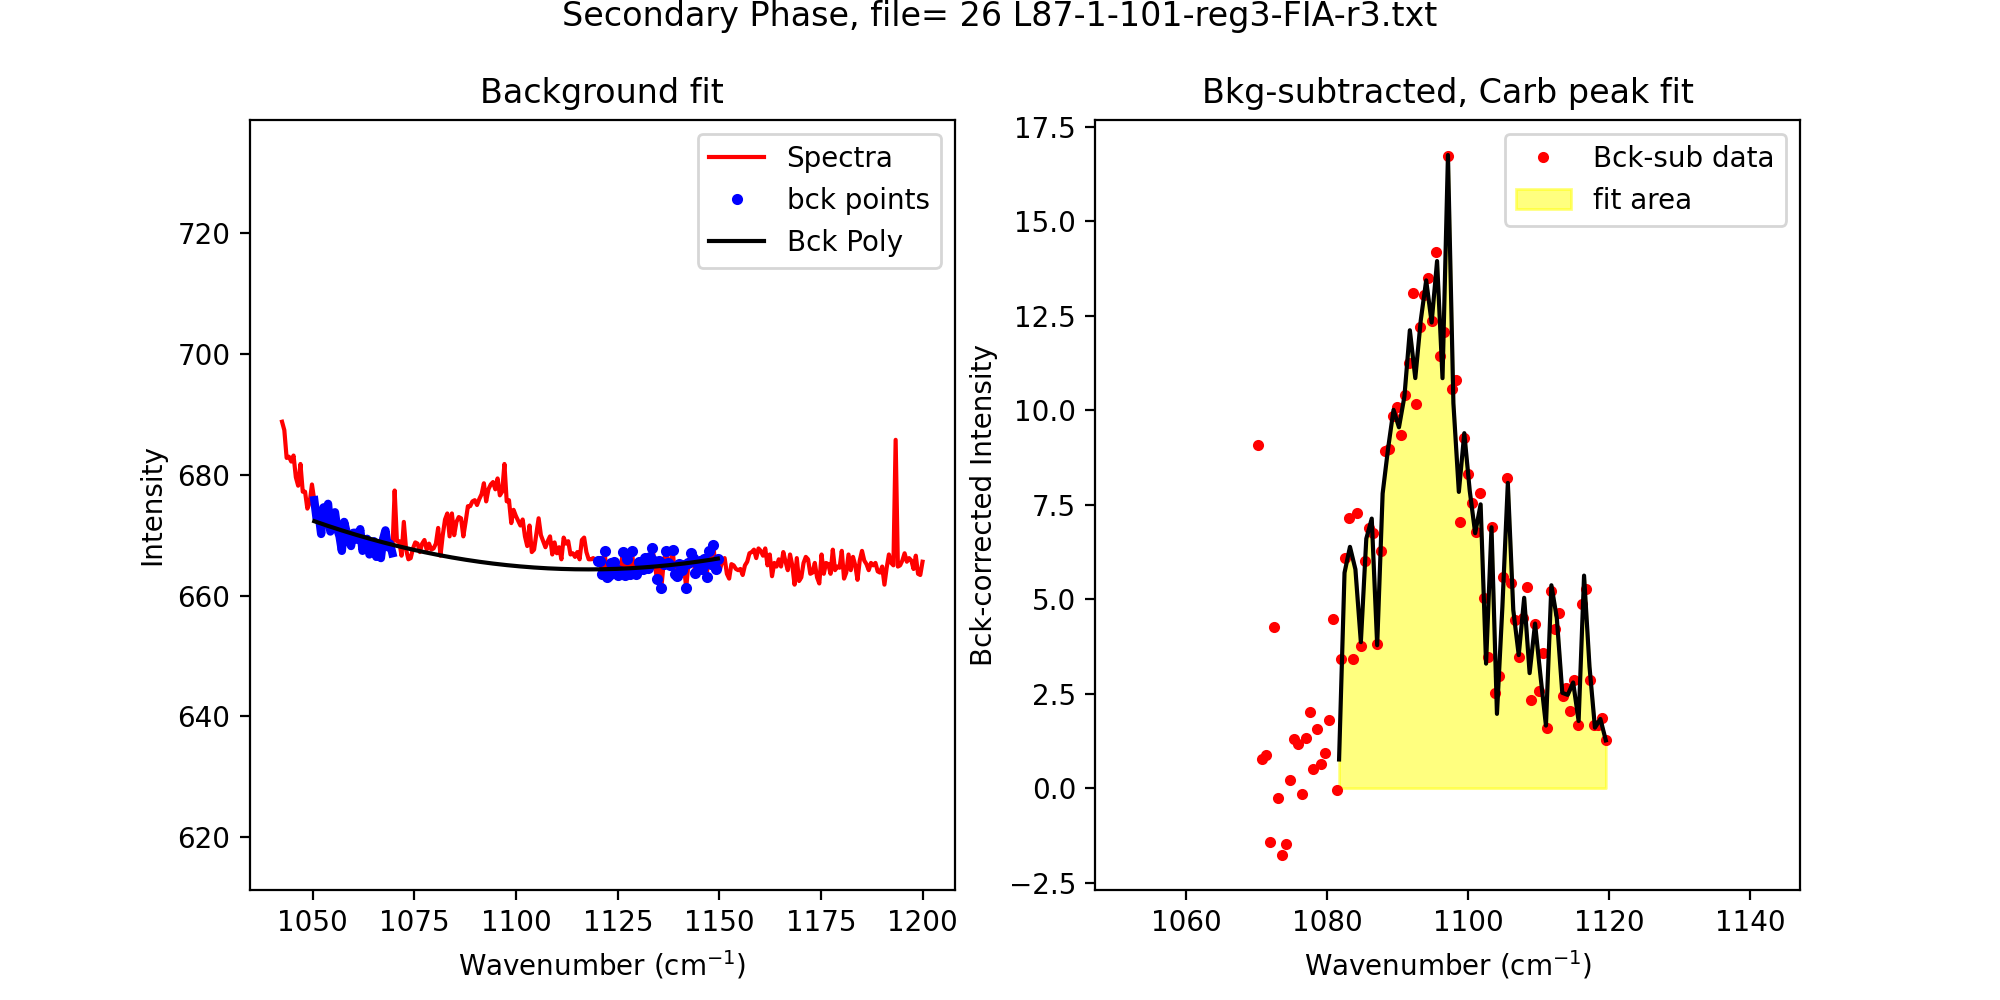 Secondary Phase, file= 26 L87-1-101-reg3-FIA-r3.txt
Background fit
Spectra
bck points
Bck Poly
Intensity
720
700
680
660
640
620
1050
1075
1100
1125
1150
1175
1200
Wavenumber (cm⁻¹)
Bkg-subtracted, Carb peak fit
Bck-sub data
fit area
Bck-corrected Intensity
17.5
15.0
12.5
10.0
7.5
5.0
2.5
0.0
−2.5
1060
1080
1100
1120
1140
Wavenumber (cm⁻¹)